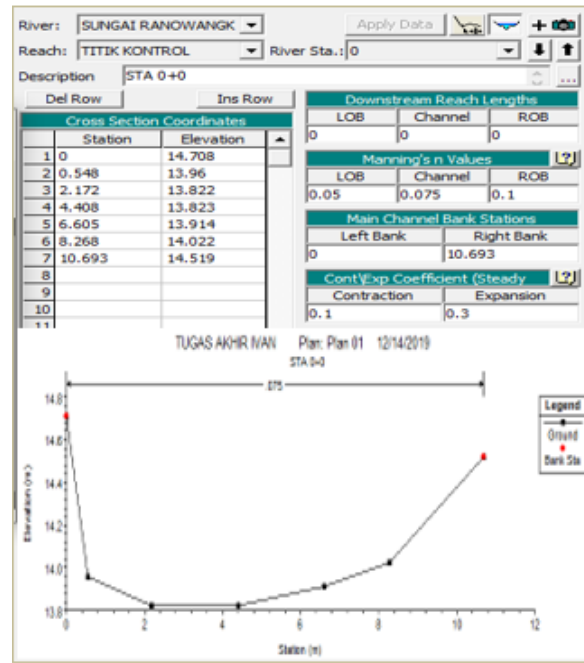 River: SUNGAI RANOWANGK Apply Data
Reach: TITIK KONTROL River Sta.: 0
Description STA 0+0 ...
Del Row Ins Row
Cross Section Coordinates
Station Elevation
1 0 14.708
2 0.548 13.96
3 2.172 13.822
4 4.408 13.823
5 6.605 13.914
6 8.268 14.022
7 10.693 14.519
8
9
10
11
Downstream Reach Lengths
LOB Channel ROB
0 0 0
Manning's n Values ?
LOB Channel ROB
0.05 0.075 0.1
Main Channel Bank Stations
Left Bank Right Bank
0 10.693
Cont\Exp Coefficient (Steady ?
Contraction Expansion
0.1 0.3
TUGAS AKHIR IVAN Plan: Plan 01 12/14/2019
STA 0+0
.075
14.8
14.6
14.4
14.2
14.0
13.8
Elevation (m)
0 2 4 6 8 10 12
Station (m)
Legend
Ground
Bank Sta